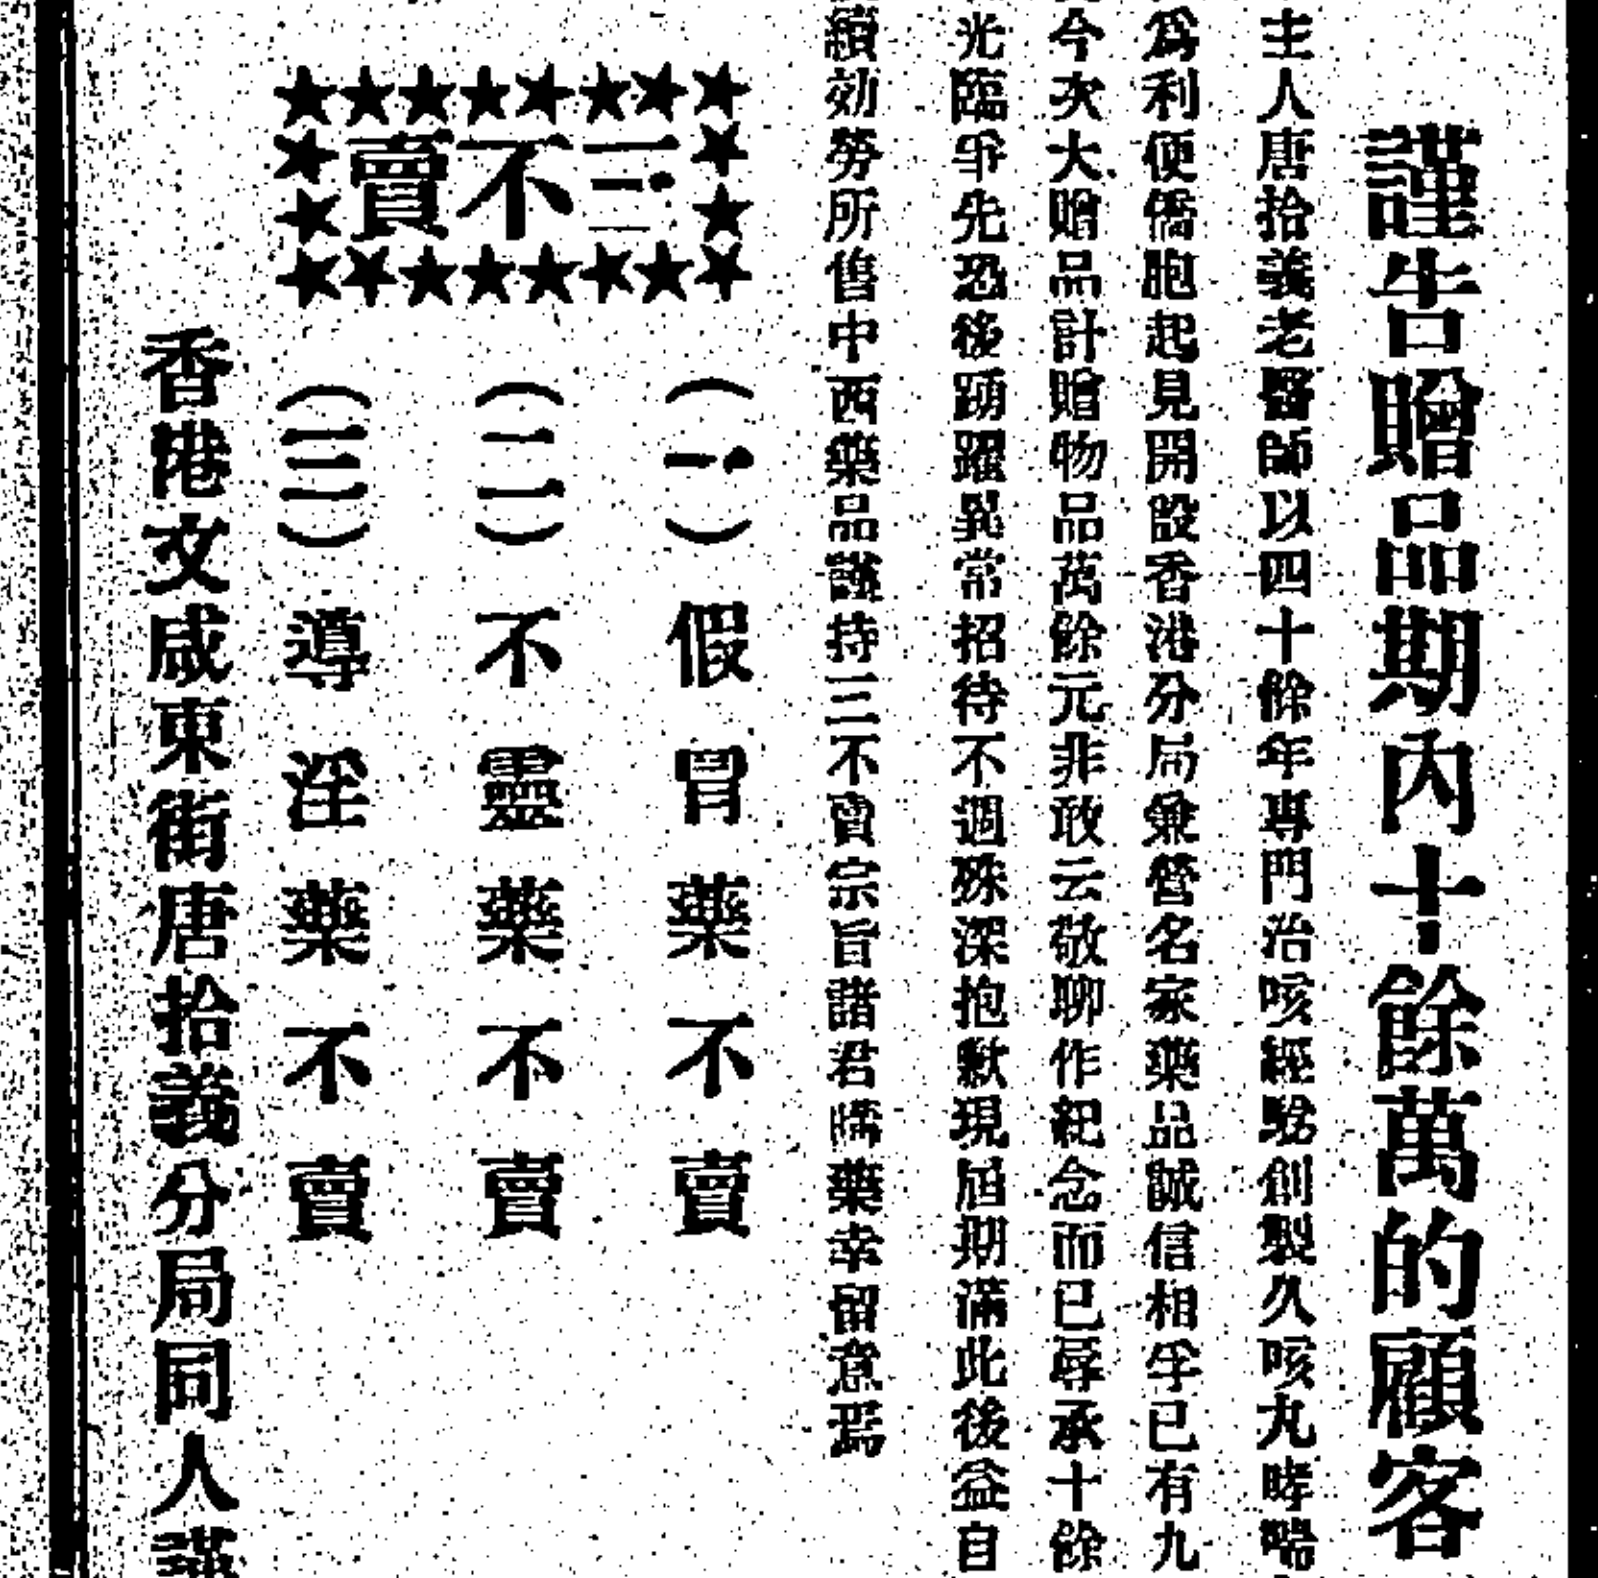 謹告贈品期內十餘萬的顧客
主人唐拾義老醫師以四十餘年專門治咳經驗創製久咳丸哮喘
為利便僑胞起見開設香港分局兼營名家藥品誠信相孚已有九
今次大贈品計贈物品萬餘元非敢云敬聊作紀念而已辱承十餘
光臨爭先恐後踴躍異常招待不週殊深抱歉現屆期滿此後益自
續効勞所售中西藥品謹持三不賣宗旨諸君購藥幸留意焉
三不賣
(一)假冒藥不賣
(二)不靈藥不賣
(三)導淫藥不賣
香港文咸東街唐拾義分局同人謹